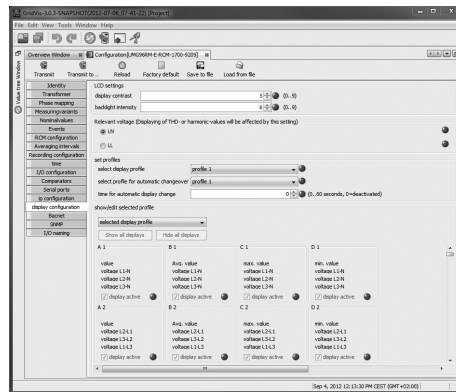 GridVis-3.0.3-SNAPSHOT(2012-07-06_07-41-22) [Project]
File Edit View Tools Window Help
Overview Window
Configuration[UMG96RM-E-RCM-1700-9209]
Value tree Window
Transmit
Transmit to ...
Reload
Factory default
Save to file
Load from file
Identity
Transformer
Phase mapping
Measuringvariants
Nominalvalues
Events
RCM configuration
Averaging intervals
Recording configuration
time
I/O configuration
Comparators
Serial ports
ip configuration
display configuration
Bacnet
SNMP
I/O naming
LCD settings
display contrast 5 (0..9)
backlight intensity 6 (0..9)
Relevant voltage (Displaying of THD- or harmonic-values will be affected by this setting)
LN
LL
set profiles
select display profile profile 1
select profile for automatic changeover profile 1
time for automatic display change 0 (0..60 seconds, 0=deactivated)
show/edit selected profile
selected display profile
Show all displays Hide all displays
A 1 B 1 C 1 D 1
value Avg. value max. value min. value
voltage L1-N voltage L1-N voltage L1-N voltage L1-N
voltage L2-N voltage L2-N voltage L2-N voltage L2-N
voltage L3-N voltage L3-N voltage L3-N voltage L3-N
display active display active display active display active
A 2 B 2 C 2 D 2
value Avg. value max. value min. value
voltage L2-L1 voltage L2-L1 voltage L2-L1 voltage L2-L1
voltage L3-L2 voltage L3-L2 voltage L3-L2 voltage L3-L2
voltage L1-L3 voltage L1-L3 voltage L1-L3 voltage L1-L3
display active display active display active display active
Sep 4, 2012 12:13:30 PM CEST (GMT+02:00)